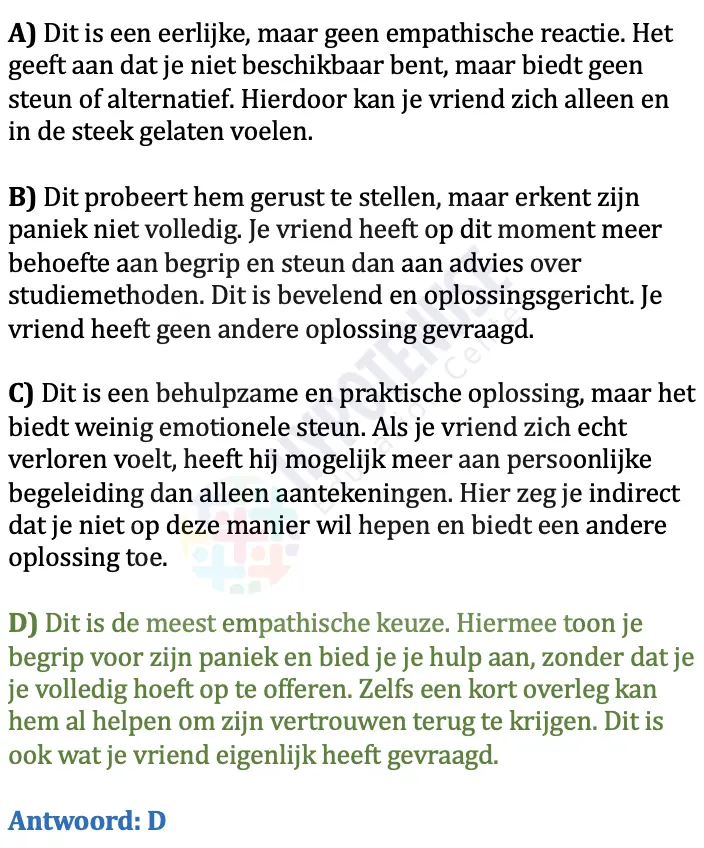 A) Dit is een eerlijke, maar geen empathische reactie. Het
geeft aan dat je niet beschikbaar bent, maar biedt geen
steun of alternatief. Hierdoor kan je vriend zich alleen en
in de steek gelaten voelen.
B) Dit probeert hem gerust te stellen, maar erkent zijn
paniek niet volledig. Je vriend heeft op dit moment meer
behoefte aan begrip en steun dan aan advies over
studiemethoden. Dit is bevelend en oplossingsgericht. Je
vriend heeft geen andere oplossing gevraagd.
C) Dit is een behulpzame en praktische oplossing, maar het
biedt weinig emotionele steun. Als je vriend zich echt
verloren voelt, heeft hij mogelijk meer aan persoonlijke
begeleiding dan alleen aantekeningen. Hier zeg je indirect
dat je niet op deze manier wil hepen en biedt een andere
oplossing toe.
D) Dit is de meest empathische keuze. Hiermee toon je
begrip voor zijn paniek en bied je je hulp aan, zonder dat je
je volledig hoeft op te offeren. Zelfs een kort overleg kan
hem al helpen om zijn vertrouwen terug te krijgen. Dit is
ook wat je vriend eigenlijk heeft gevraagd.
Antwoord: D